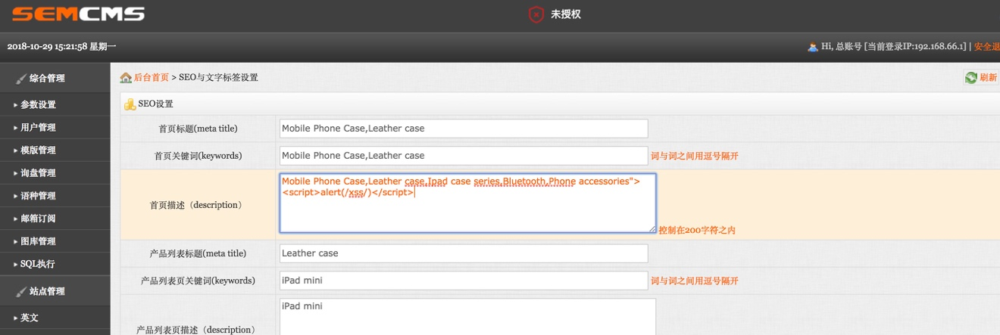 SEMCMS
未授权
2018-10-29 15:21:58 星期一
Hi, 总账号 [当前登录IP:192.168.66.1] | 安全退
综合管理
参数设置
用户管理
模版管理
询盘管理
语种管理
邮箱订阅
图库管理
SQL执行
站点管理
英文
后台首页 > SEO与文字标签设置
刷新
SEO设置
首页标题(meta title)
Mobile Phone Case,Leather case
首页关键词(keywords)
Mobile Phone Case,Leather case
词与词之间用逗号隔开
首页描述（description）
Mobile Phone Case,Leather case,Ipad case series,Bluetooth,Phone accessories">
<script>alert(/xss/)</script>
控制在200字符之内
产品列表标题(meta title)
Leather case
产品列表页关键词(keywords)
iPad mini
词与词之间用逗号隔开
产品列表页描述（description）
iPad mini